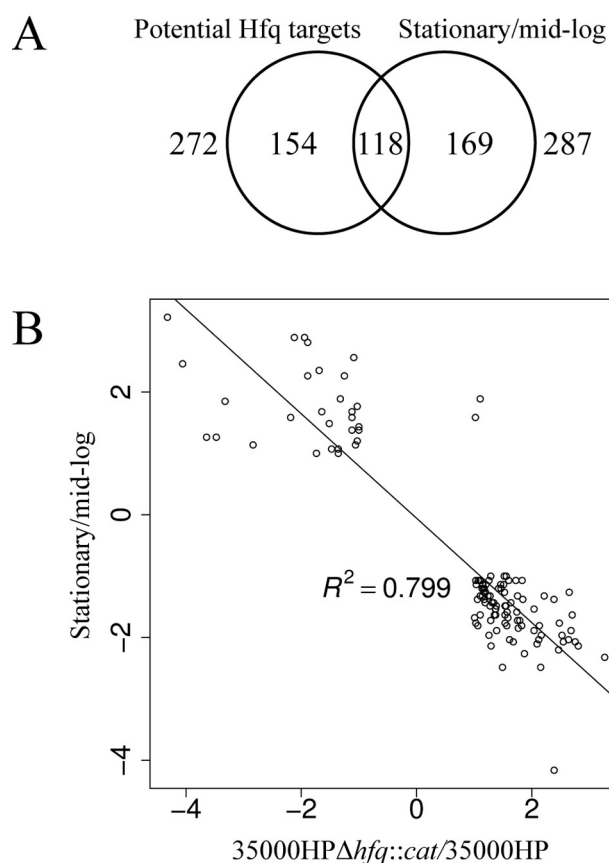 A
Potential Hfq targets Stationary/mid-log
272 154 118 169 287
B
Stationary/mid-log
2
0
−2
−4
R² = 0.799
−4 −2 0 2
35000HPΔhfq::cat/35000HP